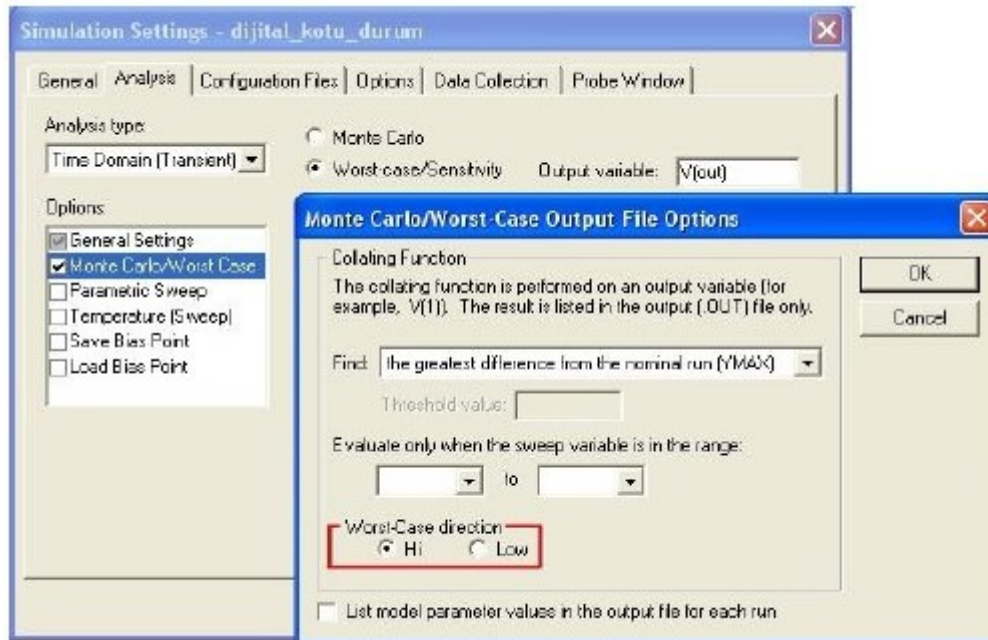 Simulation Settings - dijital_kotu_durum
General Analysis Configuration Files Options Data Collection Probe Window
Analysis type:
Time Domain (Transient)
Monte Carlo
Worst-case/Sensitivity Output variable: V(out)
Options:
General Settings
Monte Carlo/Worst Case
Parametric Sweep
Temperature (Sweep)
Save Bias Point
Load Bias Point
Monte Carlo/Worst-Case Output File Options
Collating Function
The collating function is performed on an output variable (for
example, V(1)). The result is listed in the output (.OUT) file only.
Find: the greatest difference from the nominal run (YMAX)
Threshold value:
Evaluate only when the sweep variable is in the range:
to
Worst-Case direction
Hi Low
List model parameter values in the output file for each run
OK
Cancel